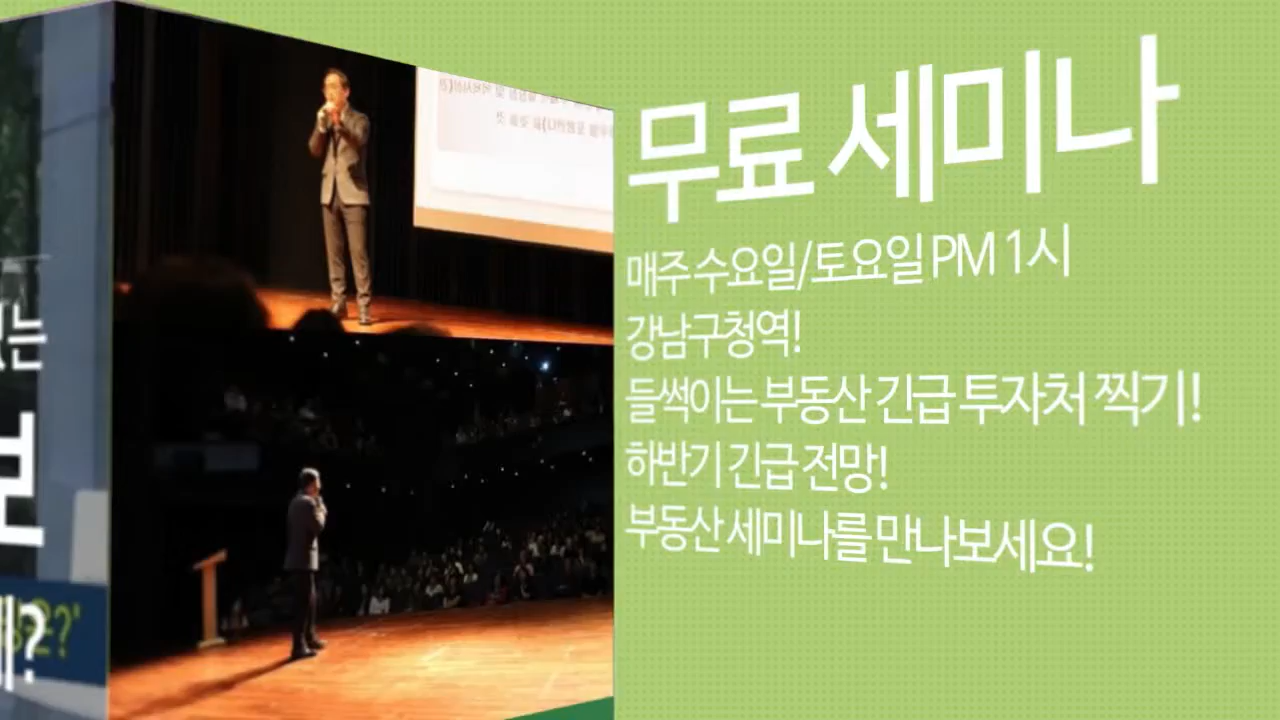 무료 세미나
매주 수요일/토요일 PM 1시
강남구청역!
들썩이는 부동산 긴급 투자처 찍기!
하반기 긴급 전망!
부동산 세미나를 만나보세요!